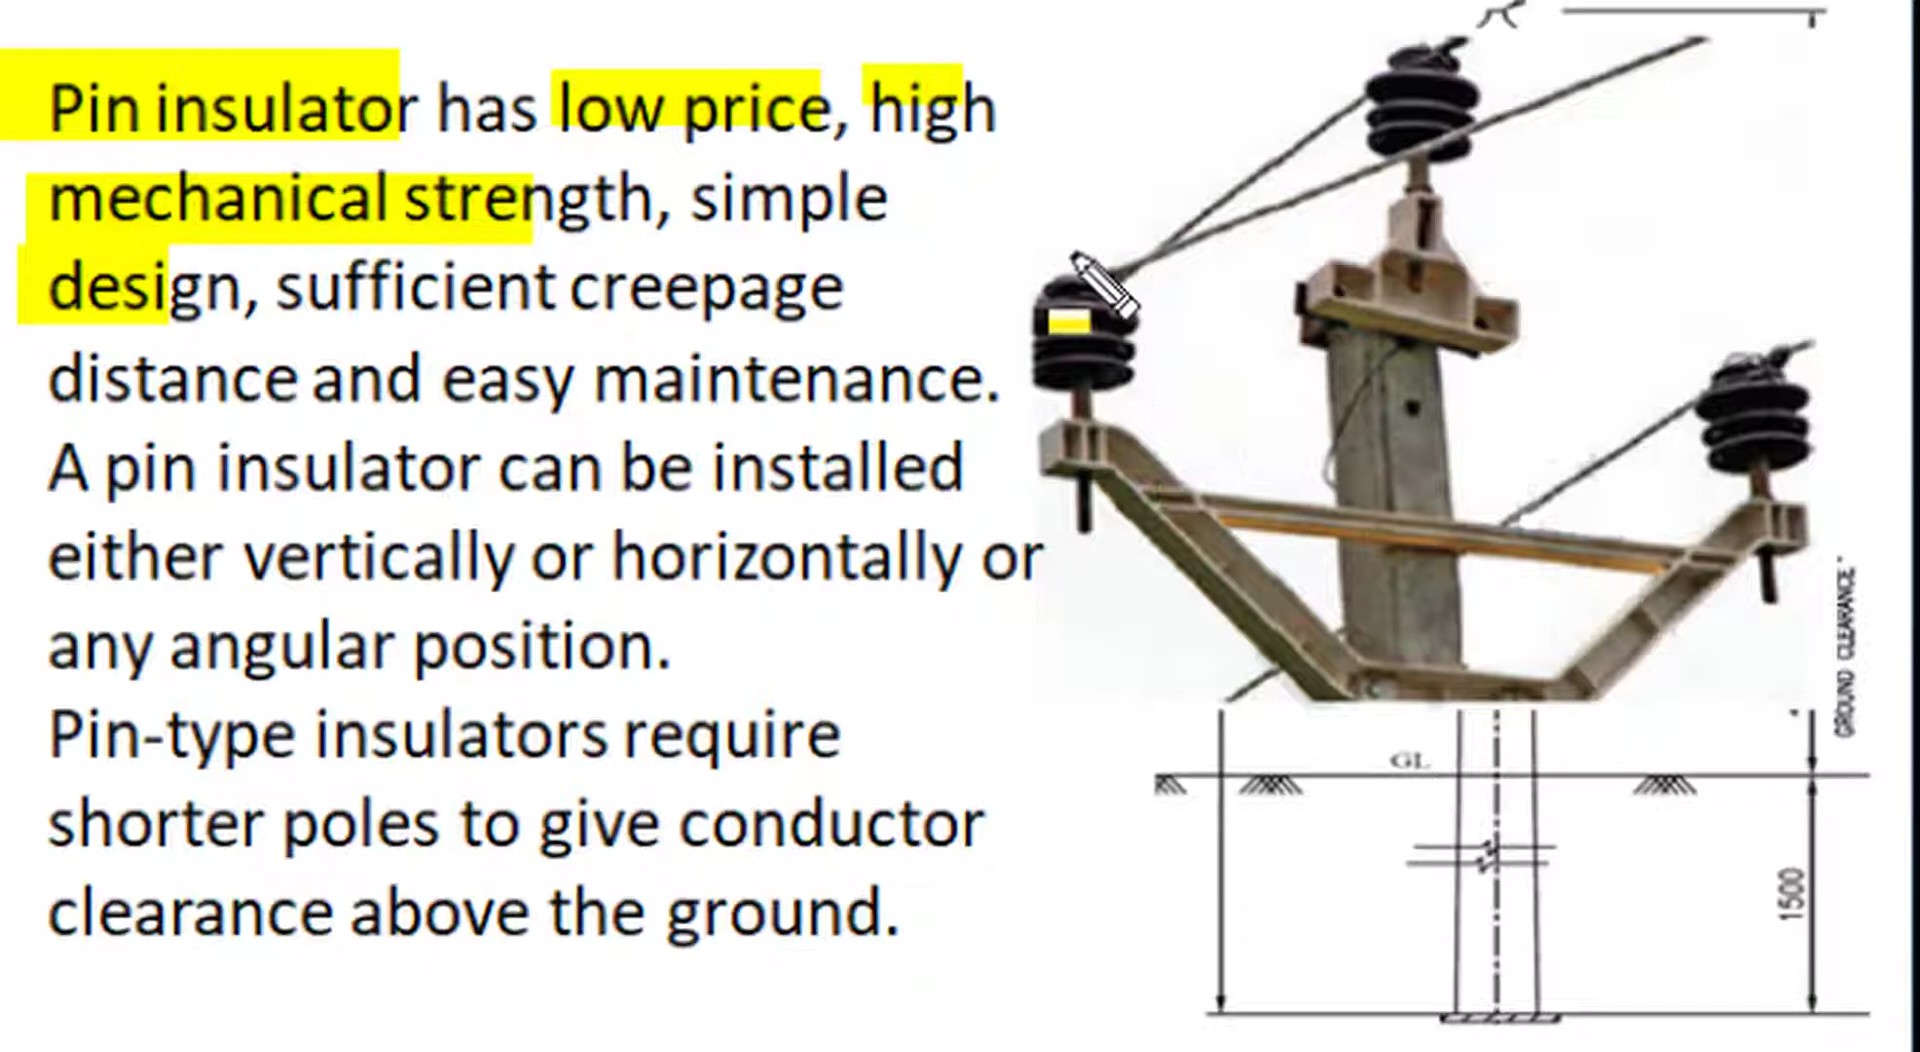 Pin insulator has low price, high
mechanical strength, simple
design, sufficient creepage
distance and easy maintenance.
A pin insulator can be installed
either vertically or horizontally or
any angular position.
Pin-type insulators require
shorter poles to give conductor
clearance above the ground.
GROUND CLEARANCE"
GL
1500